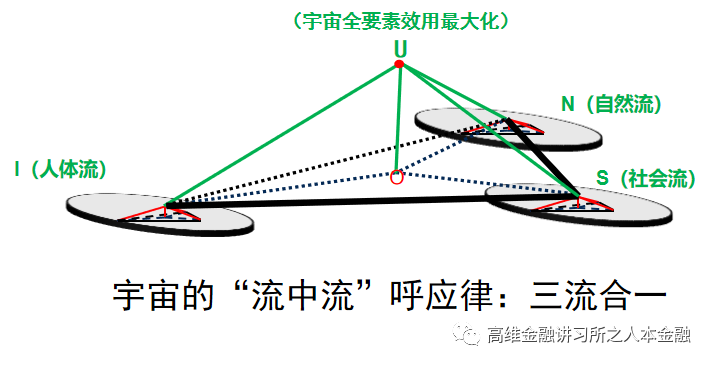 （宇宙全要素效用最大化）
U
N（自然流）
I（人体流）
S（社会流）
宇宙的“流中流”呼应律：三流合一
高维金融讲习所之人本金融